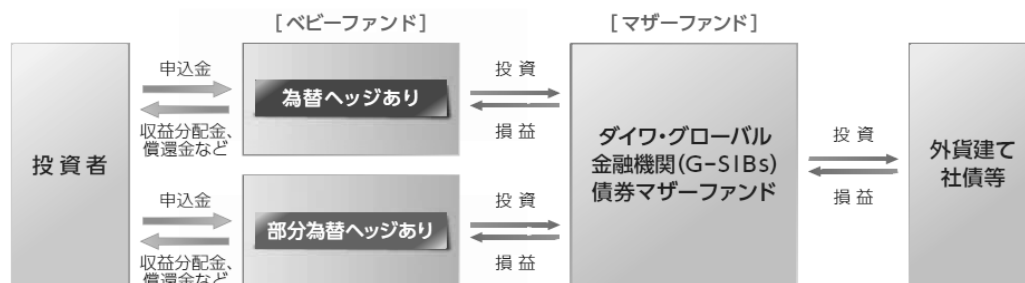 [ベビーファンド]
[マザーファンド]
投資者
申込金
収益分配金、
償還金など
為替ヘッジあり
投資
損益
申込金
収益分配金、
償還金など
部分為替ヘッジあり
投資
損益
ダイワ・グローバル
金融機関(G-SIBs)
債券マザーファンド
投資
損益
外貨建て
社債等